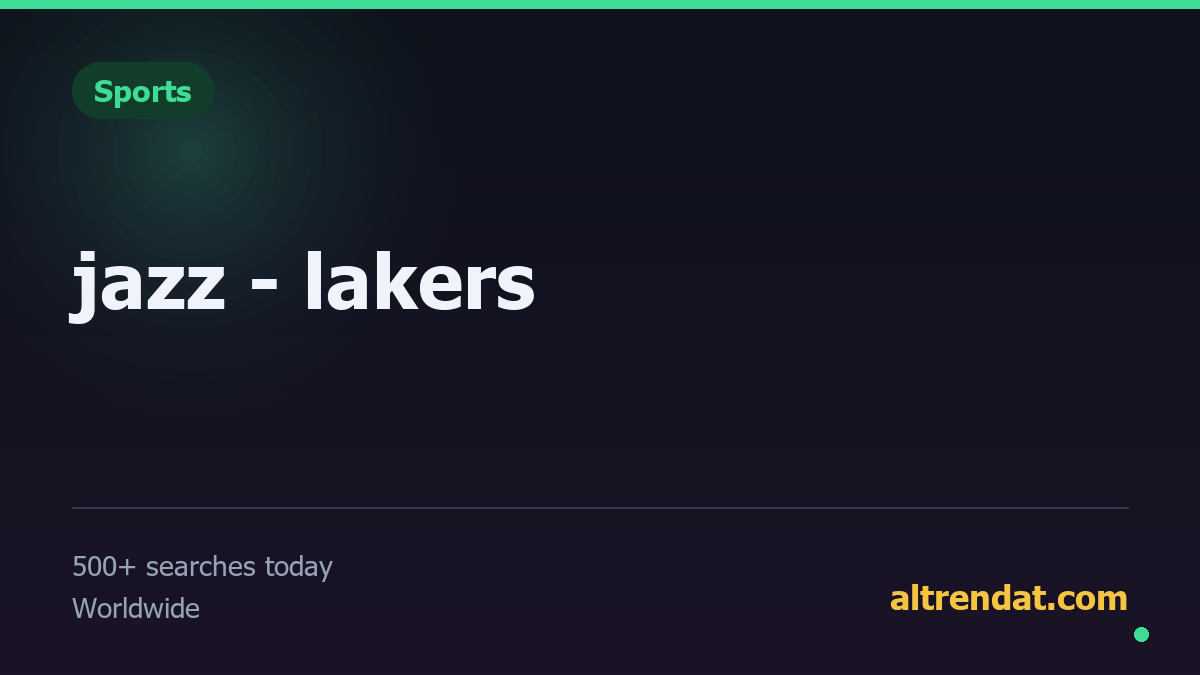 Sports
jazz - lakers
500+ searches today
Worldwide
altrendat.com